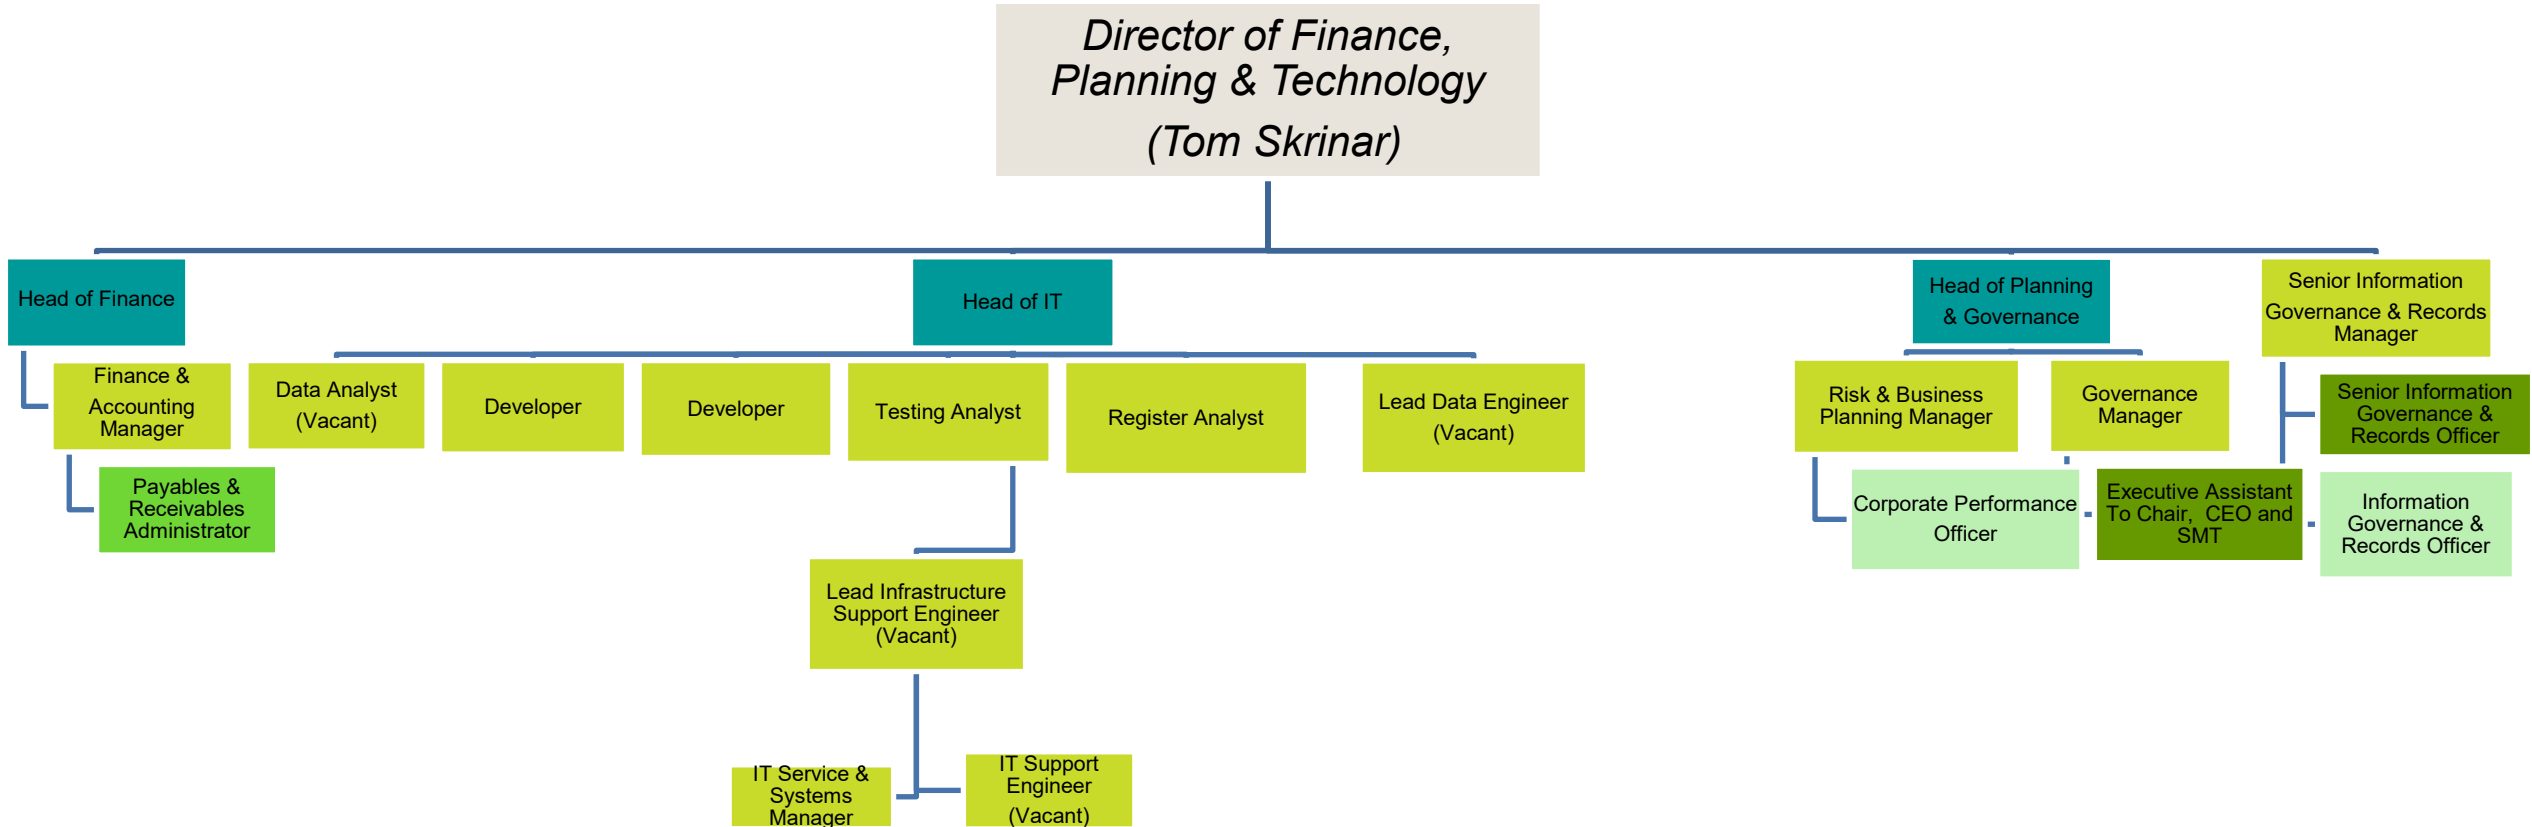 Director of Finance,
Planning & Technology
(Tom Skrinar)
Head of Finance
Head of IT
Head of Planning
& Governance
Senior Information
Governance & Records
Manager
Finance &
Accounting
Manager
Data Analyst
(Vacant)
Developer
Developer
Testing Analyst
Register Analyst
Lead Data Engineer
(Vacant)
Risk & Business
Planning Manager
Governance
Manager
Senior Information
Governance &
Records Officer
Payables &
Receivables
Administrator
Corporate Performance
Officer
Executive Assistant
To Chair, CEO and
SMT
Information
Governance &
Records Officer
Lead Infrastructure
Support Engineer
(Vacant)
IT Service &
Systems
Manager
IT Support
Engineer
(Vacant)